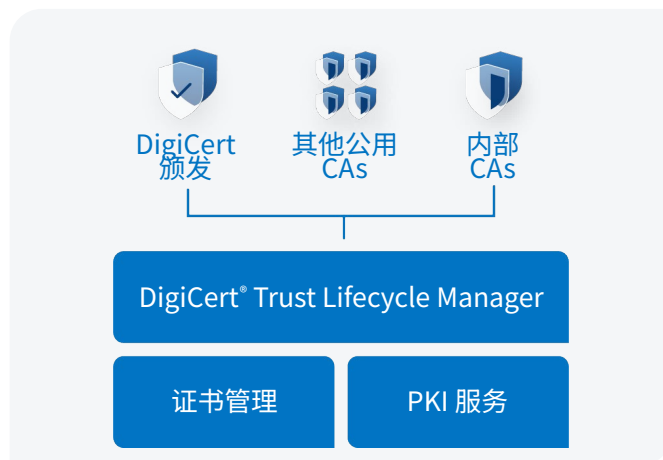 DigiCert
颁发
其他公用
CAs
内部
CAs
DigiCert® Trust Lifecycle Manager
证书管理
PKI 服务